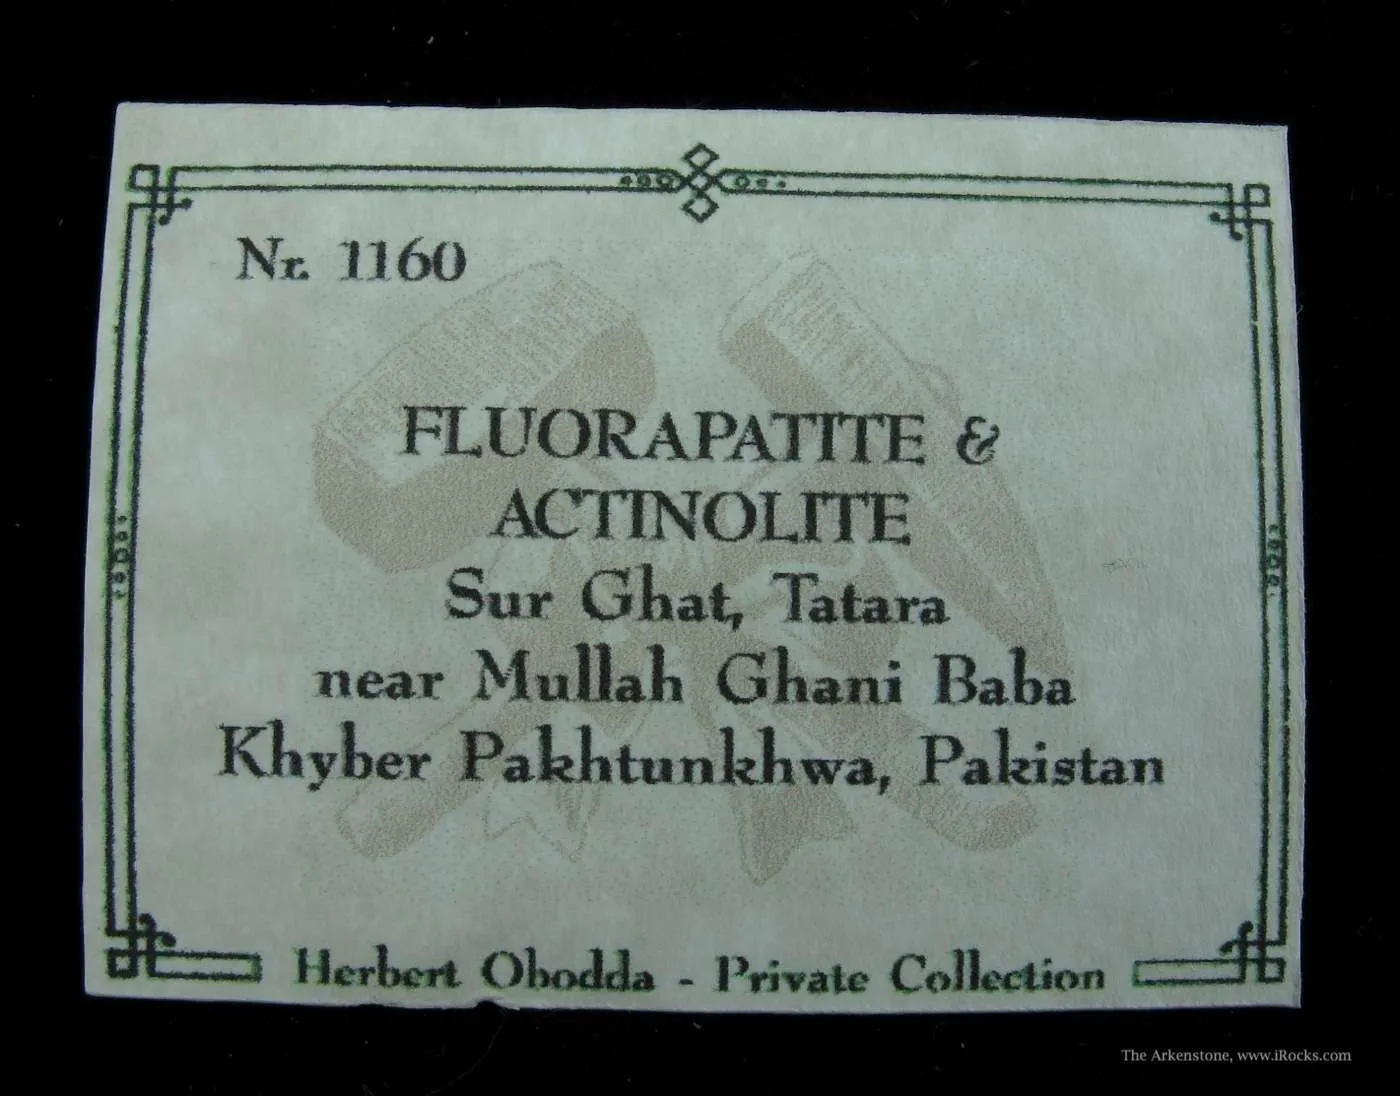 Nr. 1160
FLUORAPATITE &
ACTINOLITE
Sur Ghat, Tatara
near Mullah Ghani Baba
Khyber Pakhtunkhwa, Pakistan
Herbert Obodda - Private Collection
The Arkenstone, www.iRocks.com